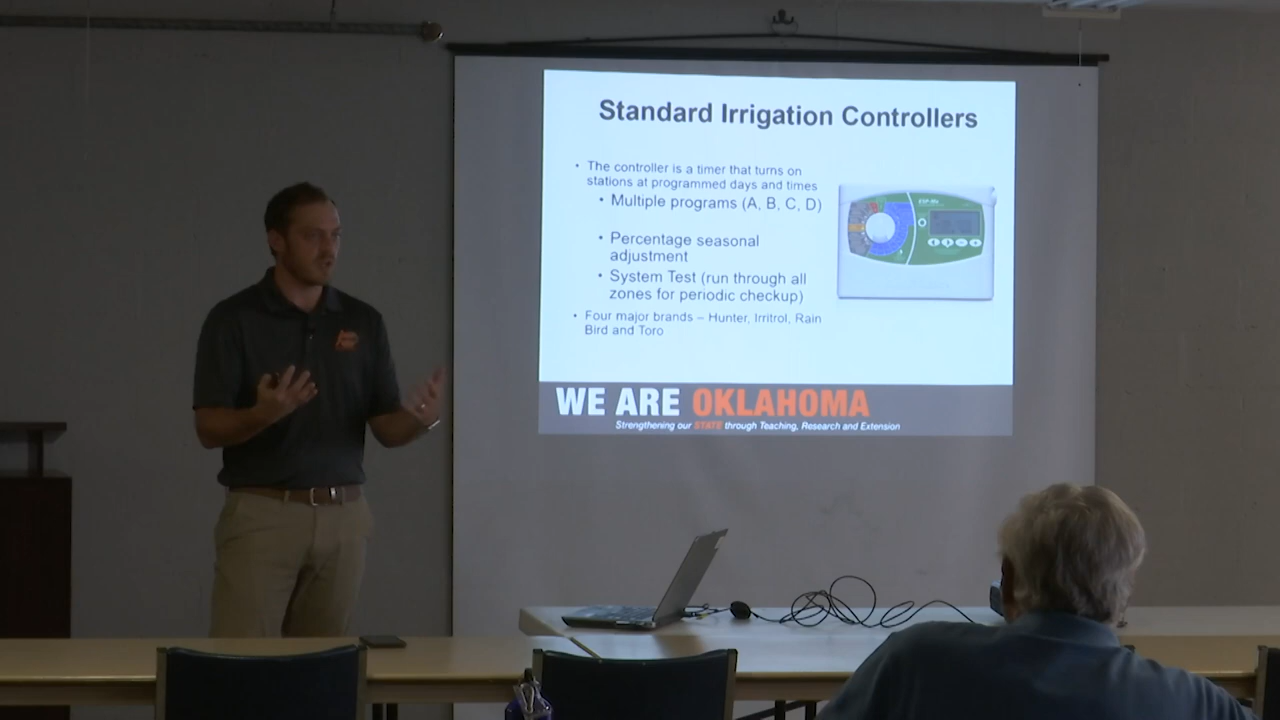 Standard Irrigation Controllers
• The controller is a timer that turns on
stations at programmed days and times
• Multiple programs (A, B, C, D)
• Percentage seasonal
adjustment
• System Test (run through all
zones for periodic checkup)
• Four major brands – Hunter, Irritrol, Rain
Bird and Toro
WE ARE OKLAHOMA
Strengthening our STATE through Teaching, Research and Extension